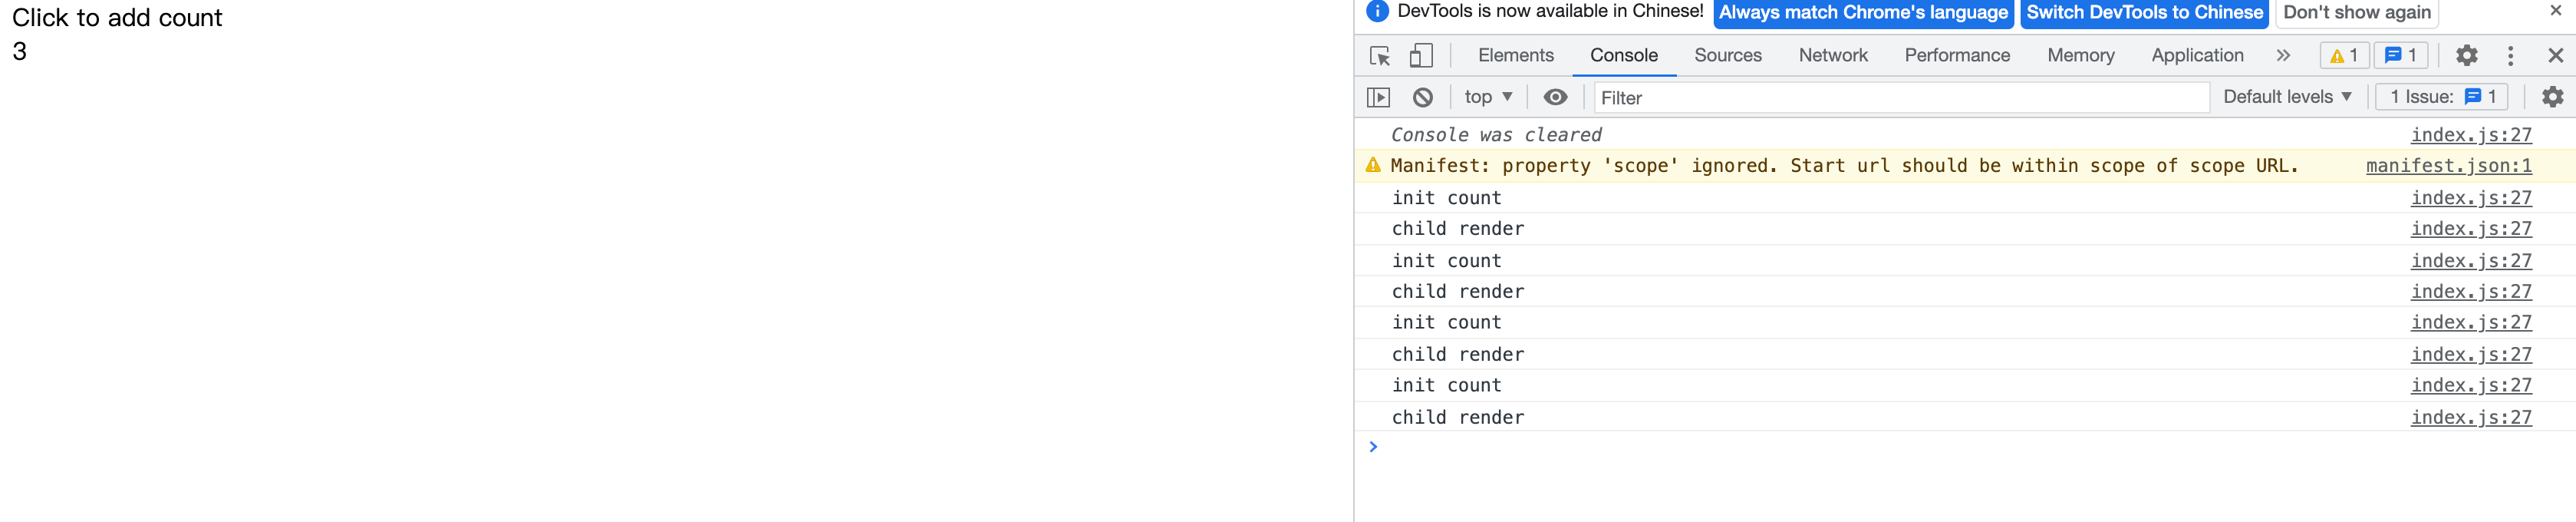 Click to add count
3
DevTools is now available in Chinese! Always match Chrome's language Switch DevTools to Chinese Don't show again
Elements Console Sources Network Performance Memory Application 1 1
top Filter Default levels 1 Issue: 1
Console was cleared index.js:27
Manifest: property 'scope' ignored. Start url should be within scope of scope URL. manifest.json:1
init count index.js:27
child render index.js:27
init count index.js:27
child render index.js:27
init count index.js:27
child render index.js:27
init count index.js:27
child render index.js:27